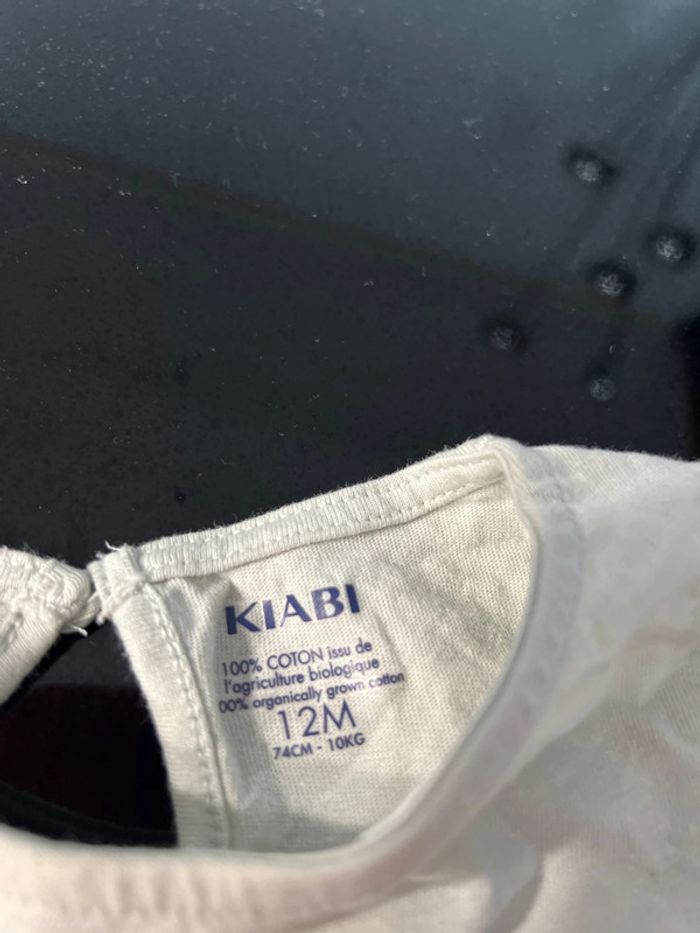 KIABI
100% COTON issu de
l'agriculture biologique
00% organically grown cotton
12M
74CM - 10KG